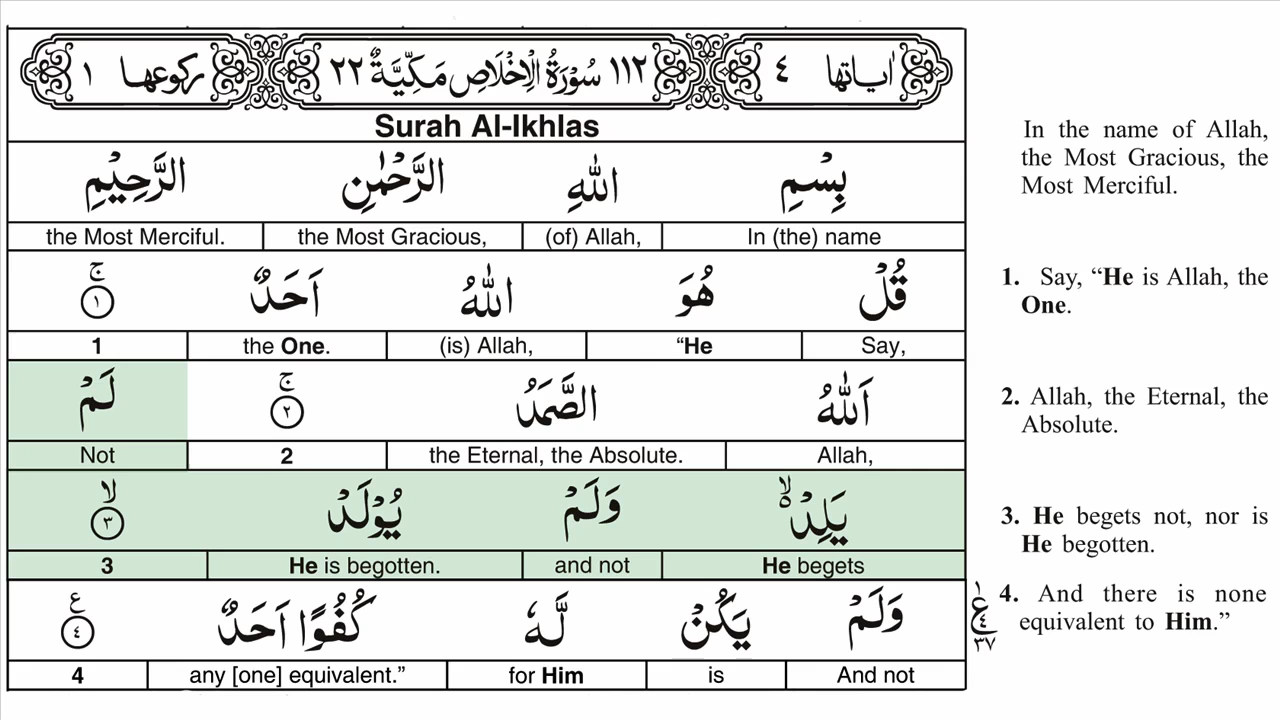 اٰياتها ٤ ١١٢ سُوْرَةُ الْاِخْلَاصِ مَكِّيَّةٌ ٢٢ ركوعها ١
Surah Al-Ikhlas
بِسْمِ اللّٰهِ الرَّحْمٰنِ الرَّحِيْمِ
In (the) name (of) Allah, the Most Gracious, the Most Merciful.
قُلْ هُوَ اللّٰهُ اَحَدٌ ۚ ١
Say, “He (is) Allah, the One. 1
اَللّٰهُ الصَّمَدُ ۚ ٢ لَمْ
Allah, the Eternal, the Absolute. 2 Not
يَلِدْ ۙ۬ وَلَمْ يُوْلَدْ ۙ ٣
He begets and not He is begotten. 3
وَلَمْ يَكُنْ لَّهٗ كُفُوًا اَحَدٌ ع ٤
And not is for Him any [one] equivalent.” 4
In the name of Allah,
the Most Gracious, the
Most Merciful.
1. Say, “He is Allah, the
One.
2. Allah, the Eternal, the
Absolute.
3. He begets not, nor is
He begotten.
4. And there is none
equivalent to Him.”
١
ع ٤
٣٧